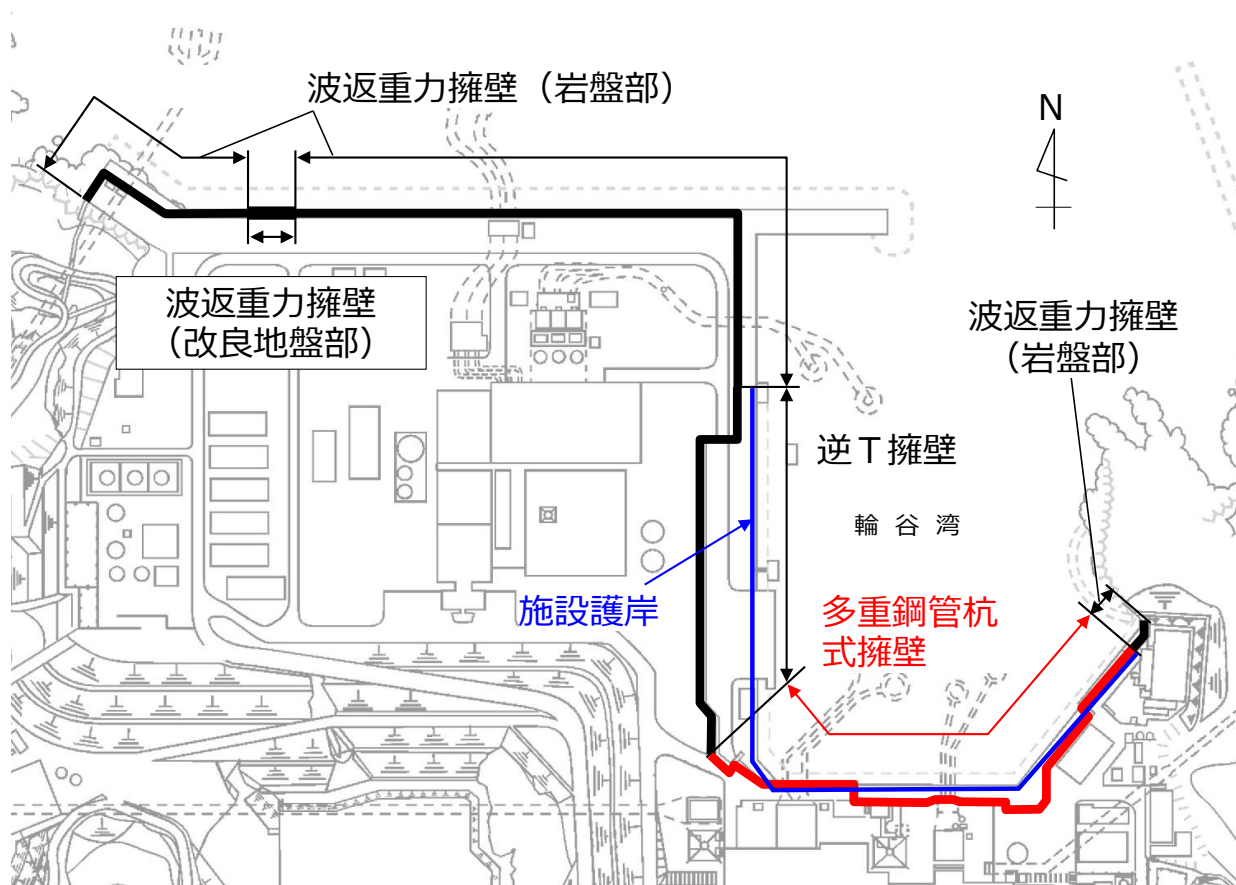 波返重力擁壁（岩盤部）
N
波返重力擁壁
（改良地盤部）
波返重力擁壁
（岩盤部）
逆Ｔ擁壁
輪谷湾
施設護岸
多重鋼管杭
式擁壁